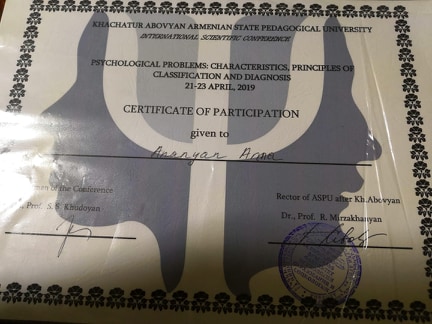 KHACHATUR ABOVYAN ARMENIAN STATE PEDAGOGICAL UNIVERSITY
INTERNATIONAL SCIENTIFIC CONFERENCE
PSYCHOLOGICAL PROBLEMS: CHARACTERISTICS, PRINCIPLES OF
CLASSIFICATION AND DIAGNOSIS
21-23 APRIL, 2019
CERTIFICATE OF PARTICIPATION
given to
Ananyan Anna
of the Conference
Prof. S.S. Khudoyan
Rector of ASPU after Kh.Abovyan
Dr., Prof. R. Mirzakhanyan